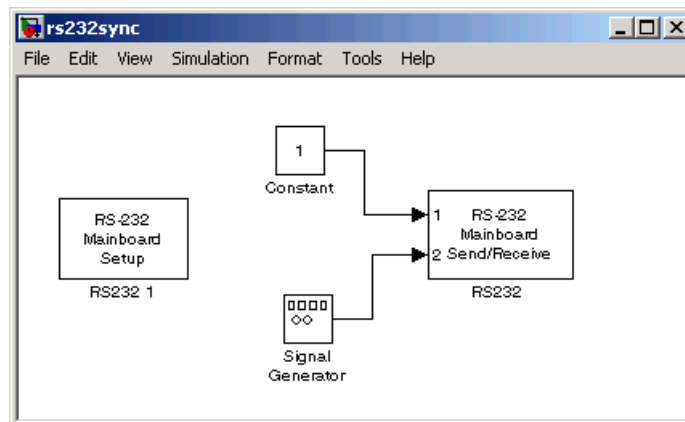 rs232sync
File Edit View Simulation Format Tools Help
1
Constant
RS-232
Mainboard
Setup
RS232 1
1 RS-232
Mainboard
2 Send/Receive
RS232
Signal
Generator